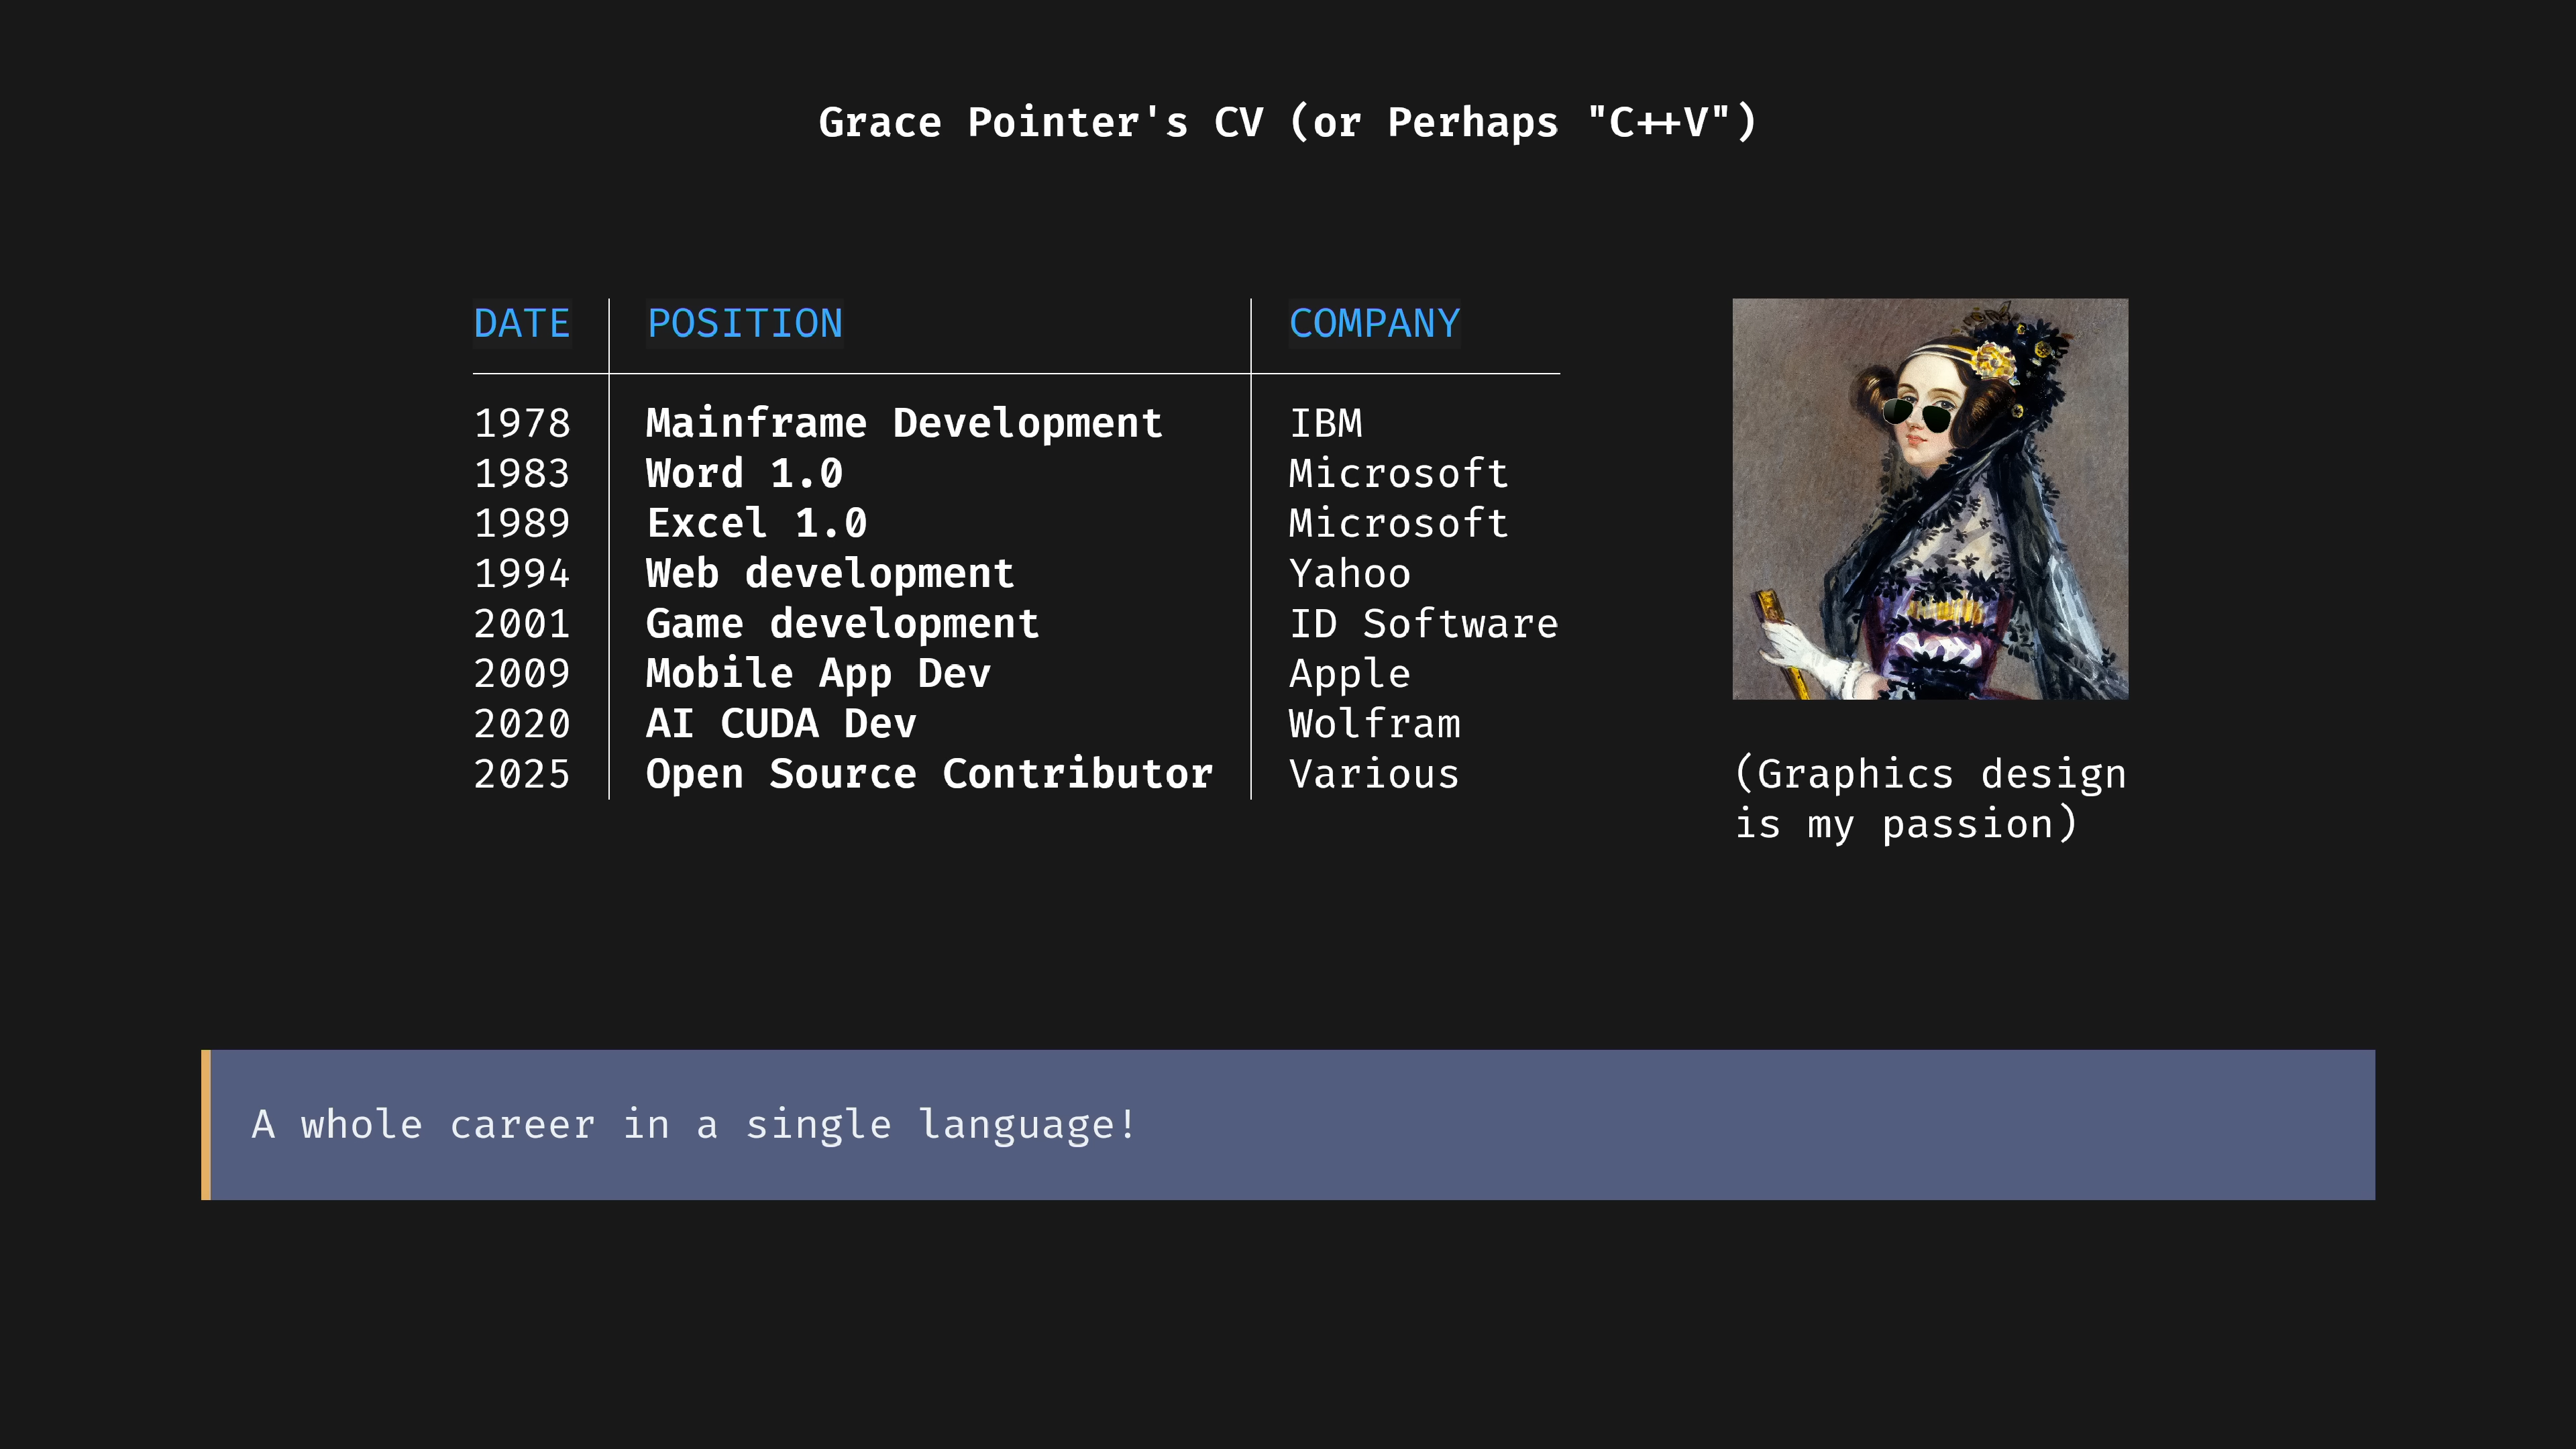 Grace Pointer's CV (or Perhaps "C++V")
DATE POSITION COMPANY
1978 Mainframe Development IBM
1983 Word 1.0 Microsoft
1989 Excel 1.0 Microsoft
1994 Web development Yahoo
2001 Game development ID Software
2009 Mobile App Dev Apple
2020 AI CUDA Dev Wolfram
2025 Open Source Contributor Various
(Graphics design
is my passion)
A whole career in a single language!